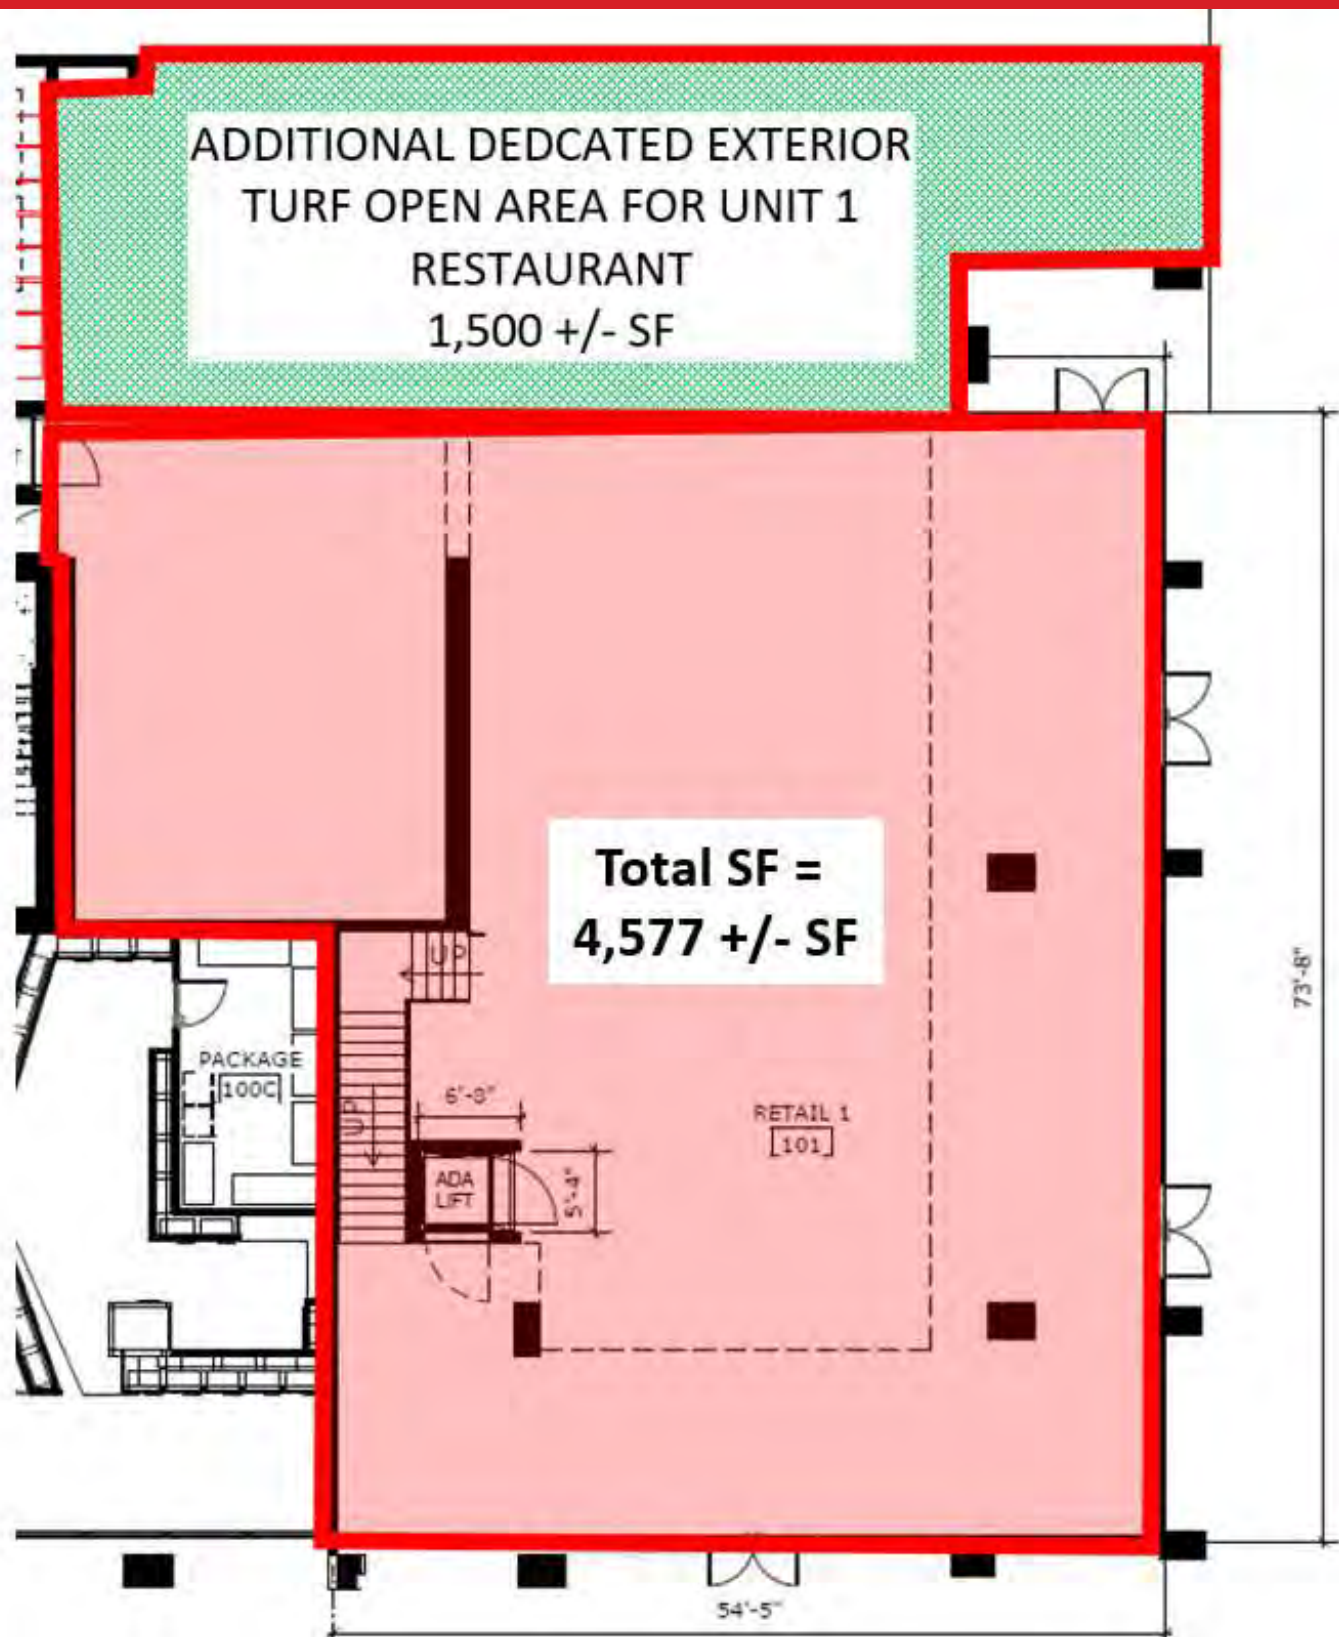 ADDITIONAL DEDCATED EXTERIOR
TURF OPEN AREA FOR UNIT 1
RESTAURANT
1,500 +/- SF
Total SF =
4,577 +/- SF
UP
73'-8"
PACKAGE
100C
6'-8"
UP
RETAIL 1
101
ADA
LIFT
5'-4"
54'-5"